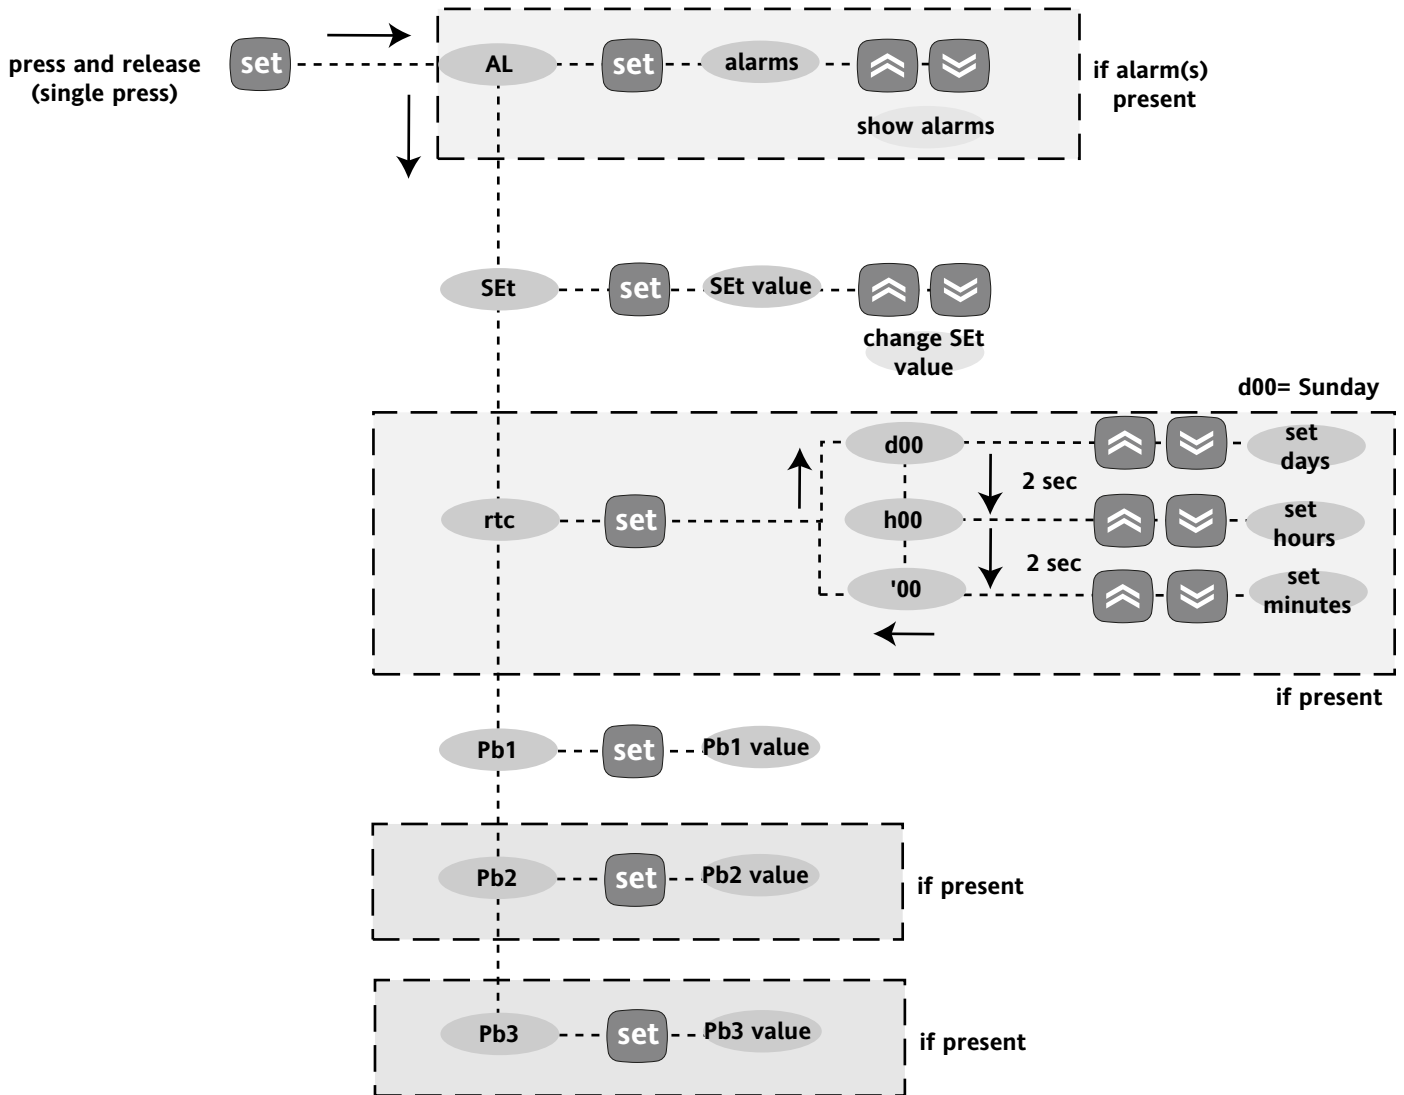 press and release
(single press)
set
AL
set
alarms
show alarms
if alarm(s)
present
SEt
set
SEt value
change SEt
value
d00= Sunday
rtc
set
d00
2 sec
set
days
h00
set
hours
2 sec
'00
set
minutes
if present
Pb1
set
Pb1 value
Pb2
set
Pb2 value
if present
Pb3
set
Pb3 value
if present